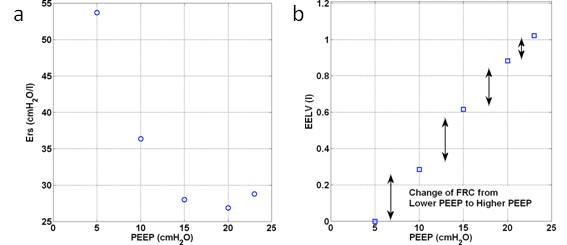 a
55
50
45
40
35
30
25
Ers (cmH2O/l)
0 5 10 15 20 25
PEEP (cmH2O)
b
1.2
1
0.8
0.6
0.4
0.2
0
EELV (l)
Change of FRC from
Lower PEEP to Higher PEEP
0 5 10 15 20 25
PEEP (cmH2O)